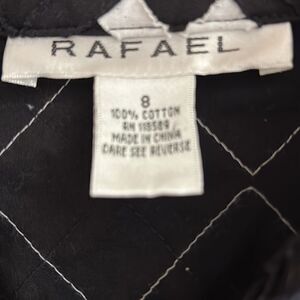 RAFAEL
8
100% COTTON
RN 118589
MADE IN CHINA
CARE SEE REVERSE